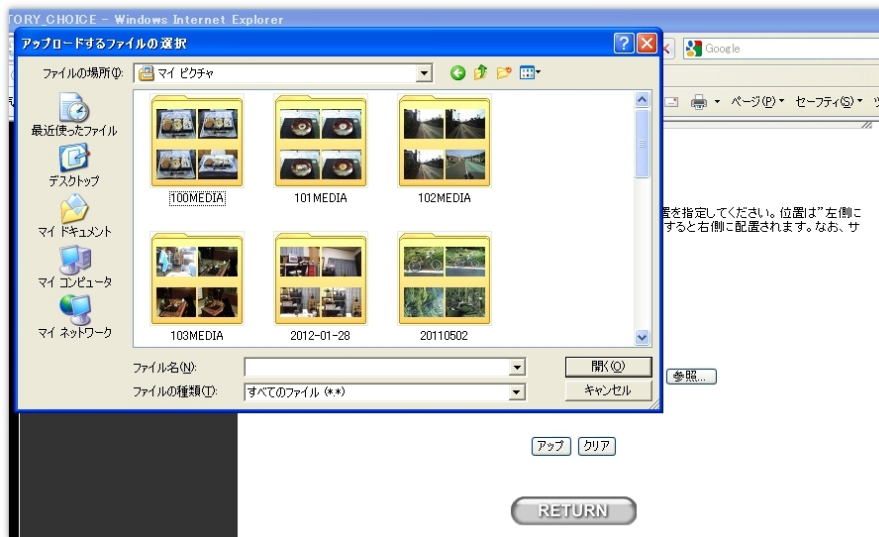 TORY_CHOICE - Windows Internet Explorer
アップロードするファイルの選択
ファイルの場所(I):
マイ ピクチャ
Google
ページ(P)
セーフティ(S)
最近使ったファイル
デスクトップ
マイ ドキュメント
マイ コンピュータ
マイ ネットワーク
100MEDIA
101MEDIA
102MEDIA
103MEDIA
2012-01-28
20110502
置を指定してください。位置は”左側に
すると右側に配置されます。なお、サ
ファイル名(N):
開く(O)
参照...
ファイルの種類(T):
すべてのファイル (*.*)
キャンセル
アップ
クリア
RETURN